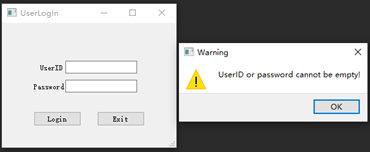 UserLogin
UserID
Password
Login
Exit
Warning
UserID or password cannot be empty!
OK